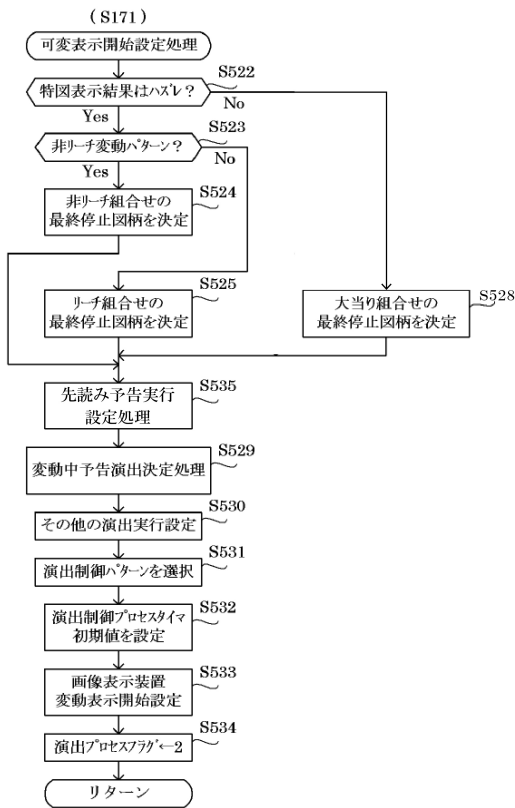 (S171)
可変表示開始設定処理
S522
特図表示結果はﾊｽﾞﾚ？
No
Yes
S523
非ﾘｰﾁ変動ﾊﾟﾀｰﾝ？
No
Yes
S524
非ﾘｰﾁ組合せの
最終停止図柄を決定
S525
ﾘｰﾁ組合せの
最終停止図柄を決定
S528
大当り組合せの
最終停止図柄を決定
S535
先読み予告実行
設定処理
S529
変動中予告演出決定処理
S530
その他の演出実行設定
S531
演出制御ﾊﾟﾀｰﾝを選択
S532
演出制御ﾌﾟﾛｾｽﾀｲﾏ
初期値を設定
S533
画像表示装置
変動表示開始設定
S534
演出ﾌﾟﾛｾｽﾌﾗｸﾞ←2
リターン